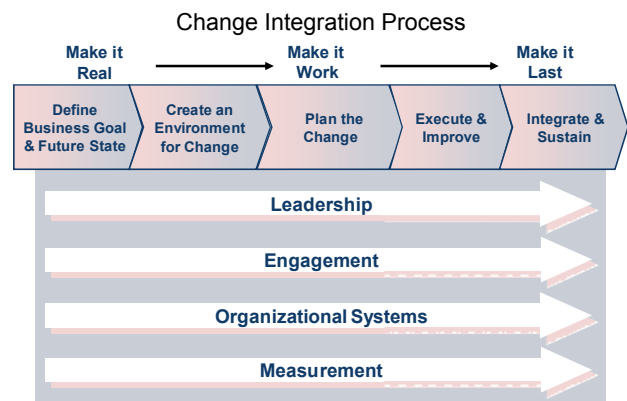 Change Integration Process
Make it
Real
Make it
Work
Make it
Last
Define
Business Goal
& Future State
Create an
Environment
for Change
Plan the
Change
Execute &
Improve
Integrate &
Sustain
Leadership
Engagement
Organizational Systems
Measurement